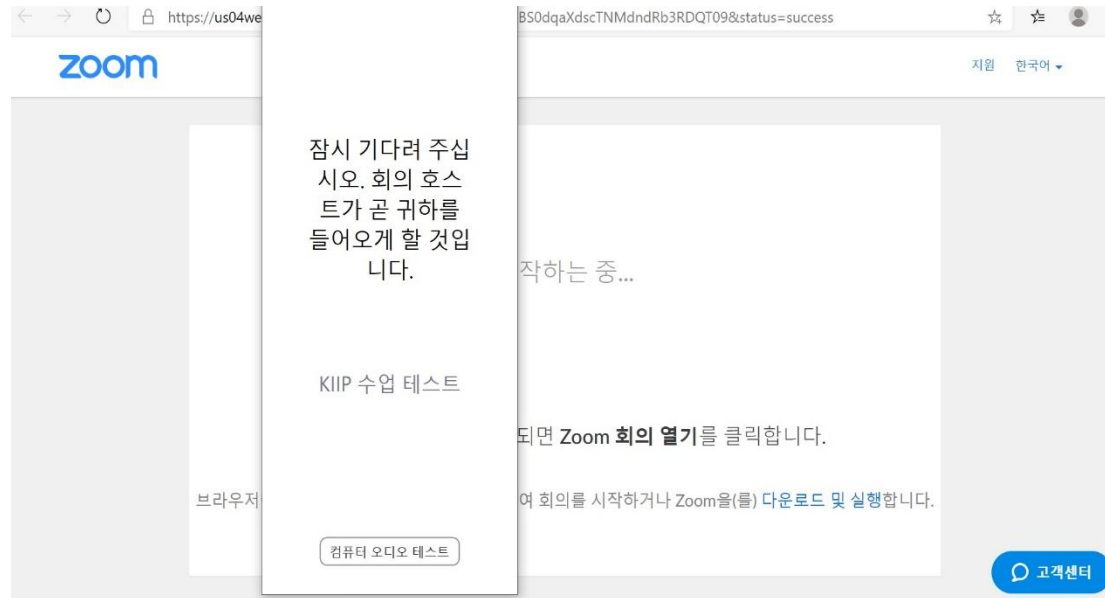 https://us04we
BS0dqaXdscTNMdndRb3RDQT09&status=success
zoom
지원 한국어
잠시 기다려 주십
시오. 회의 호스
트가 곧 귀하를
들어오게 할 것입
니다.
작하는 중...
KIIP 수업 테스트
되면 Zoom 회의 열기를 클릭합니다.
브라우저
여 회의를 시작하거나 Zoom을(를) 다운로드 및 실행합니다.
컴퓨터 오디오 테스트
고객센터